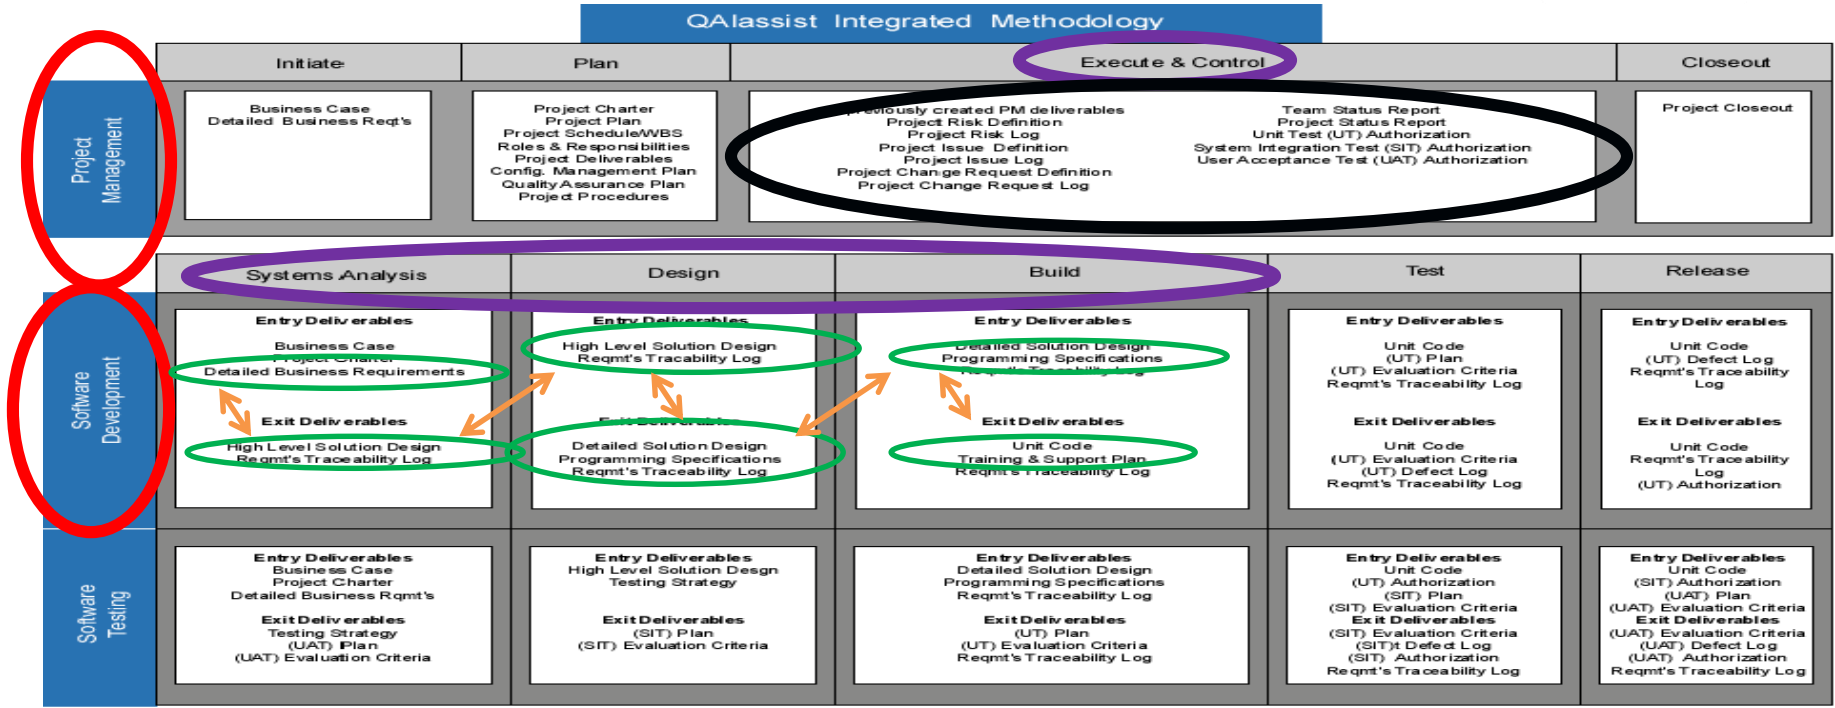 QAIassist Integrated Methodology
Initiate
Plan
Execute & Control
Closeout
Project
Management
Business Case
Detailed Business Reqt's
Project Charter
Project Plan
Project Schedule/WBS
Roles & Responsibilities
Project Deliverables
Config. Management Plan
Quality Assurance Plan
Project Procedures
Previously created PM deliverables
Project Risk Definition
Project Risk Log
Project Issue Definition
Project Issue Log
Project Change Request Definition
Project Change Request Log
Team Status Report
Project Status Report
Unit Test (UT) Authorization
System Integration Test (SIT) Authorization
User Acceptance Test (UAT) Authorization
Project Closeout
Systems Analysis
Design
Build
Test
Release
Software
Development
Entry Deliverables
Business Case
Project Charter
Detailed Business Requirements
Exit Deliverables
High Level Solution Design
Reqmt's Traceability Log
Entry Deliverables
High Level Solution Design
Reqmt's Tracability Log
Exit Deliverables
Detailed Solution Design
Programming Specifications
Reqmt's Traceability Log
Entry Deliverables
Detailed Solution Design
Programming Specifications
Reqmt's Traceability Log
Exit Deliverables
Unit Code
Training & Support Plan
Reqmt's Traceability Log
Entry Deliverables
Unit Code
(UT) Plan
(UT) Evaluation Criteria
Reqmt's Traceability Log
Exit Deliverables
Unit Code
(UT) Evaluation Criteria
(UT) Defect Log
Reqmt's Traceability Log
Entry Deliverables
Unit Code
(UT) Defect Log
Reqmt's Traceability
Log
Exit Deliverables
Unit Code
Reqmt's Traceability
Log
(UT) Authorization
Software
Testing
Entry Deliverables
Business Case
Project Charter
Detailed Business Rqmt's
Exit Deliverables
Testing Strategy
(UAT) Plan
(UAT) Evaluation Criteria
Entry Deliverables
High Level Solution Desgn
Testing Strategy
Exit Deliverables
(SIT) Plan
(SIT) Evaluation Criteria
Entry Deliverables
Detailed Solution Design
Programming Specifications
Reqmt's Traceability Log
Exit Deliverables
(UT) Plan
(UT) Evaluation Criteria
Reqmt's Traceability Log
Entry Deliverables
Unit Code
(UT) Authorization
(SIT) Plan
(SIT) Evaluation Criteria
Exit Deliverables
(SIT) Evaluation Criteria
(SIT)t Defect Log
(SIT) Authorization
Reqmt's Traceability Log
Entry Deliverables
Unit Code
(SIT) Authorization
(UAT) Plan
(UAT) Evaluation Criteria
Exit Deliverables
(UAT) Evaluation Criteria
(UAT) Defect Log
(UAT) Authorization
Reqmt's Traceability Log